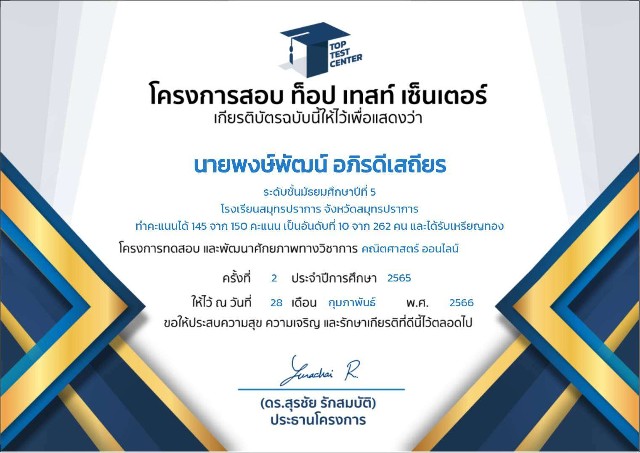 TOP
TEST
CENTER
โครงการสอบ ท็อป เทสท์ เซ็นเตอร์
เกียรติบัตรฉบับนี้ให้ไว้เพื่อแสดงว่า
นายพงษ์พัฒน์ อภิรดีเสถียร
ระดับชั้นมัธยมศึกษาปีที่ 5
โรงเรียนสมุทรปราการ จังหวัดสมุทรปราการ
ทำคะแนนได้ 145 จาก 150 คะแนน เป็นอันดับที่ 10 จาก 262 คน และได้รับเหรียญทอง
โครงการทดสอบ และพัฒนาศักยภาพทางวิชาการ คณิตศาสตร์ ออนไลน์
ครั้งที่ 2 ประจำปีการศึกษา 2565
ให้ไว้ ณ วันที่ 28 เดือน กุมภาพันธ์ พ.ศ. 2566
ขอให้ประสบความสุข ความเจริญ และรักษาเกียรติที่ดีนี้ไว้ตลอดไป
Surachai R.
(ดร.สุรชัย รักสมบัติ)
ประธานโครงการ